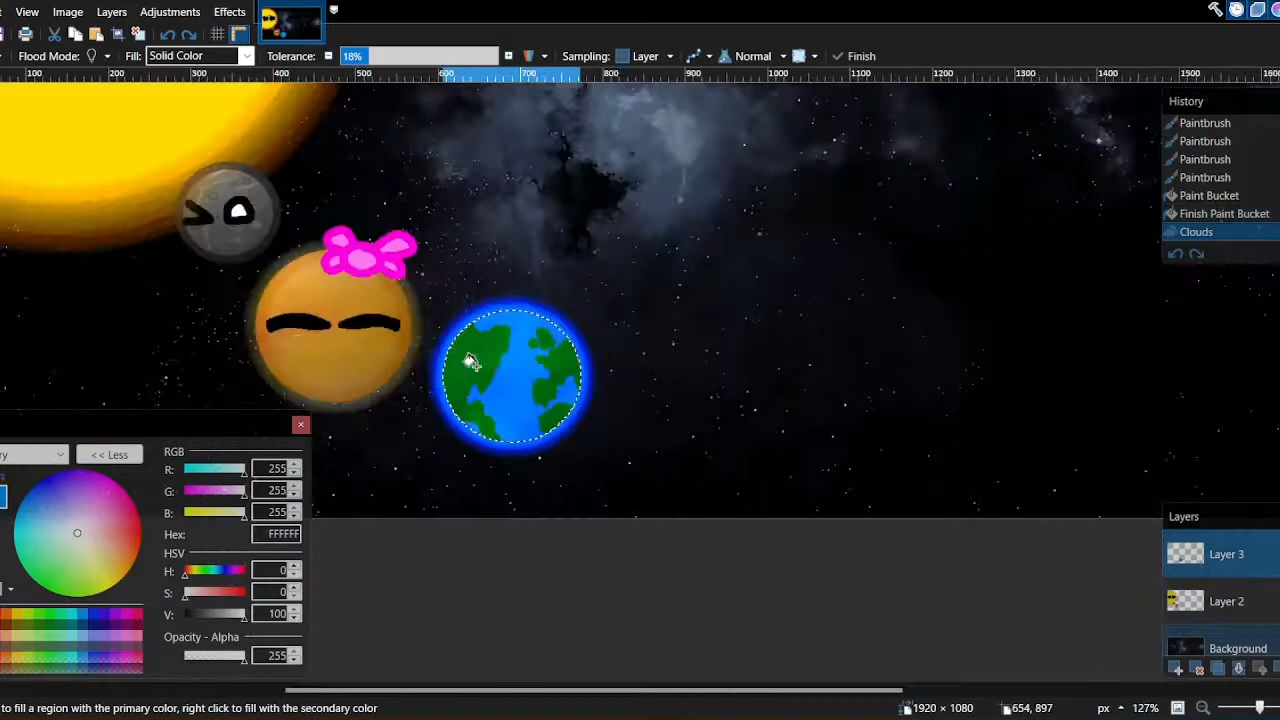 View Image Layers Adjustments Effects
Flood Mode: Fill: Solid Color Tolerance: 18% Sampling: Layer Normal Finish
100 200 300 400 500 600 700 800 900 1000 1100 1200 1300 1400 1500 1600
History
Paintbrush
Paintbrush
Paintbrush
Paintbrush
Paint Bucket
Finish Paint Bucket
Clouds
<< Less
RGB
R: 255
G: 255
B: 255
Hex: FFFFFF
HSV
H: 0
S: 0
V: 100
Opacity - Alpha
255
Layers
Layer 3
Layer 2
Background
to fill a region with the primary color, right click to fill with the secondary color
1920 × 1080
654, 897
px
127%